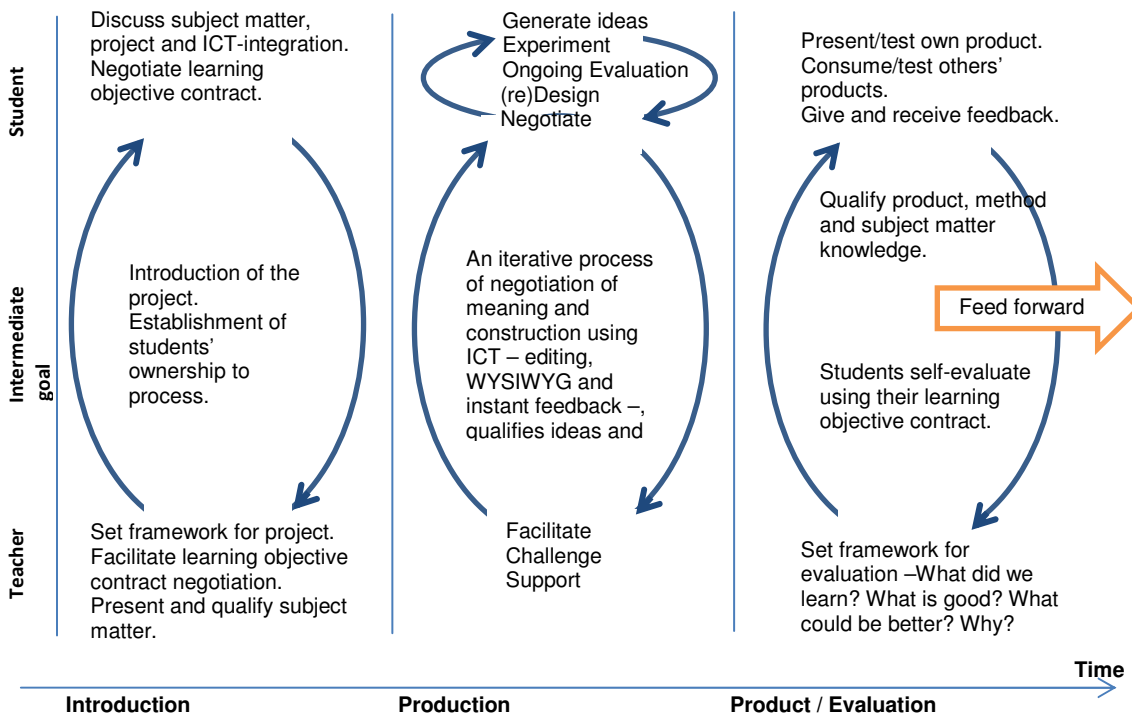 Student
Discuss subject matter,
project and ICT-integration.
Negotiate learning
objective contract.
Generate ideas
Experiment
Ongoing Evaluation
(re)Design
Negotiate
Present/test own product.
Consume/test others’
products.
Give and receive feedback.
Intermediate
goal
Introduction of the
project.
Establishment of
students’
ownership to
process.
An iterative process
of negotiation of
meaning and
construction using
ICT – editing,
WYSIWYG and
instant feedback –,
qualifies ideas and
Qualify product, method
and subject matter
knowledge.
Feed forward
Students self-evaluate
using their learning
objective contract.
Teacher
Set framework for project.
Facilitate learning objective
contract negotiation.
Present and qualify subject
matter.
Facilitate
Challenge
Support
Set framework for
evaluation –What did we
learn? What is good? What
could be better? Why?
Time
Introduction
Production
Product / Evaluation